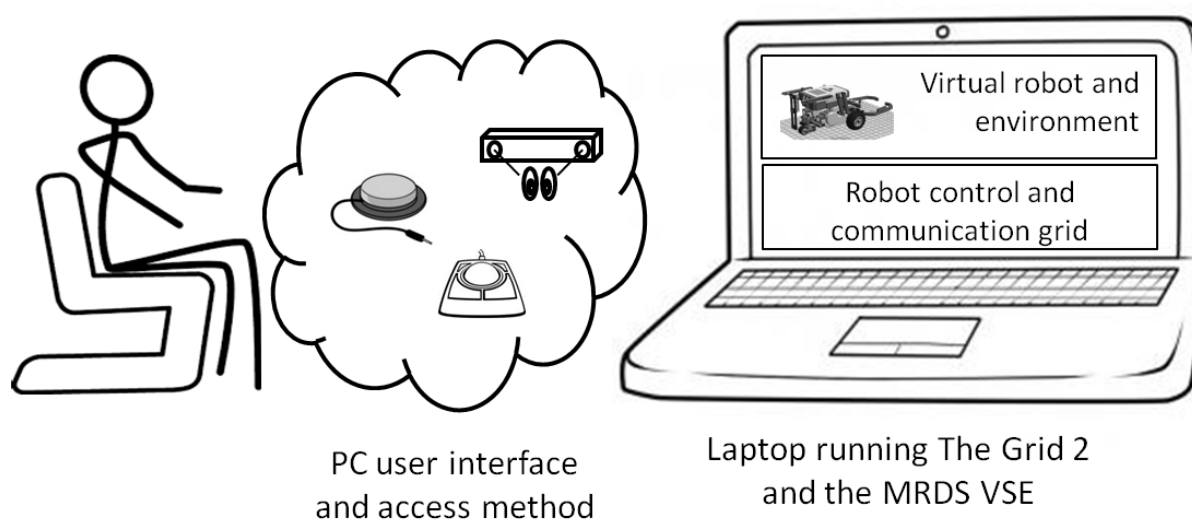 Virtual robot and
environment
Robot control and
communication grid
PC user interface
and access method
Laptop running The Grid 2
and the MRDS VSE